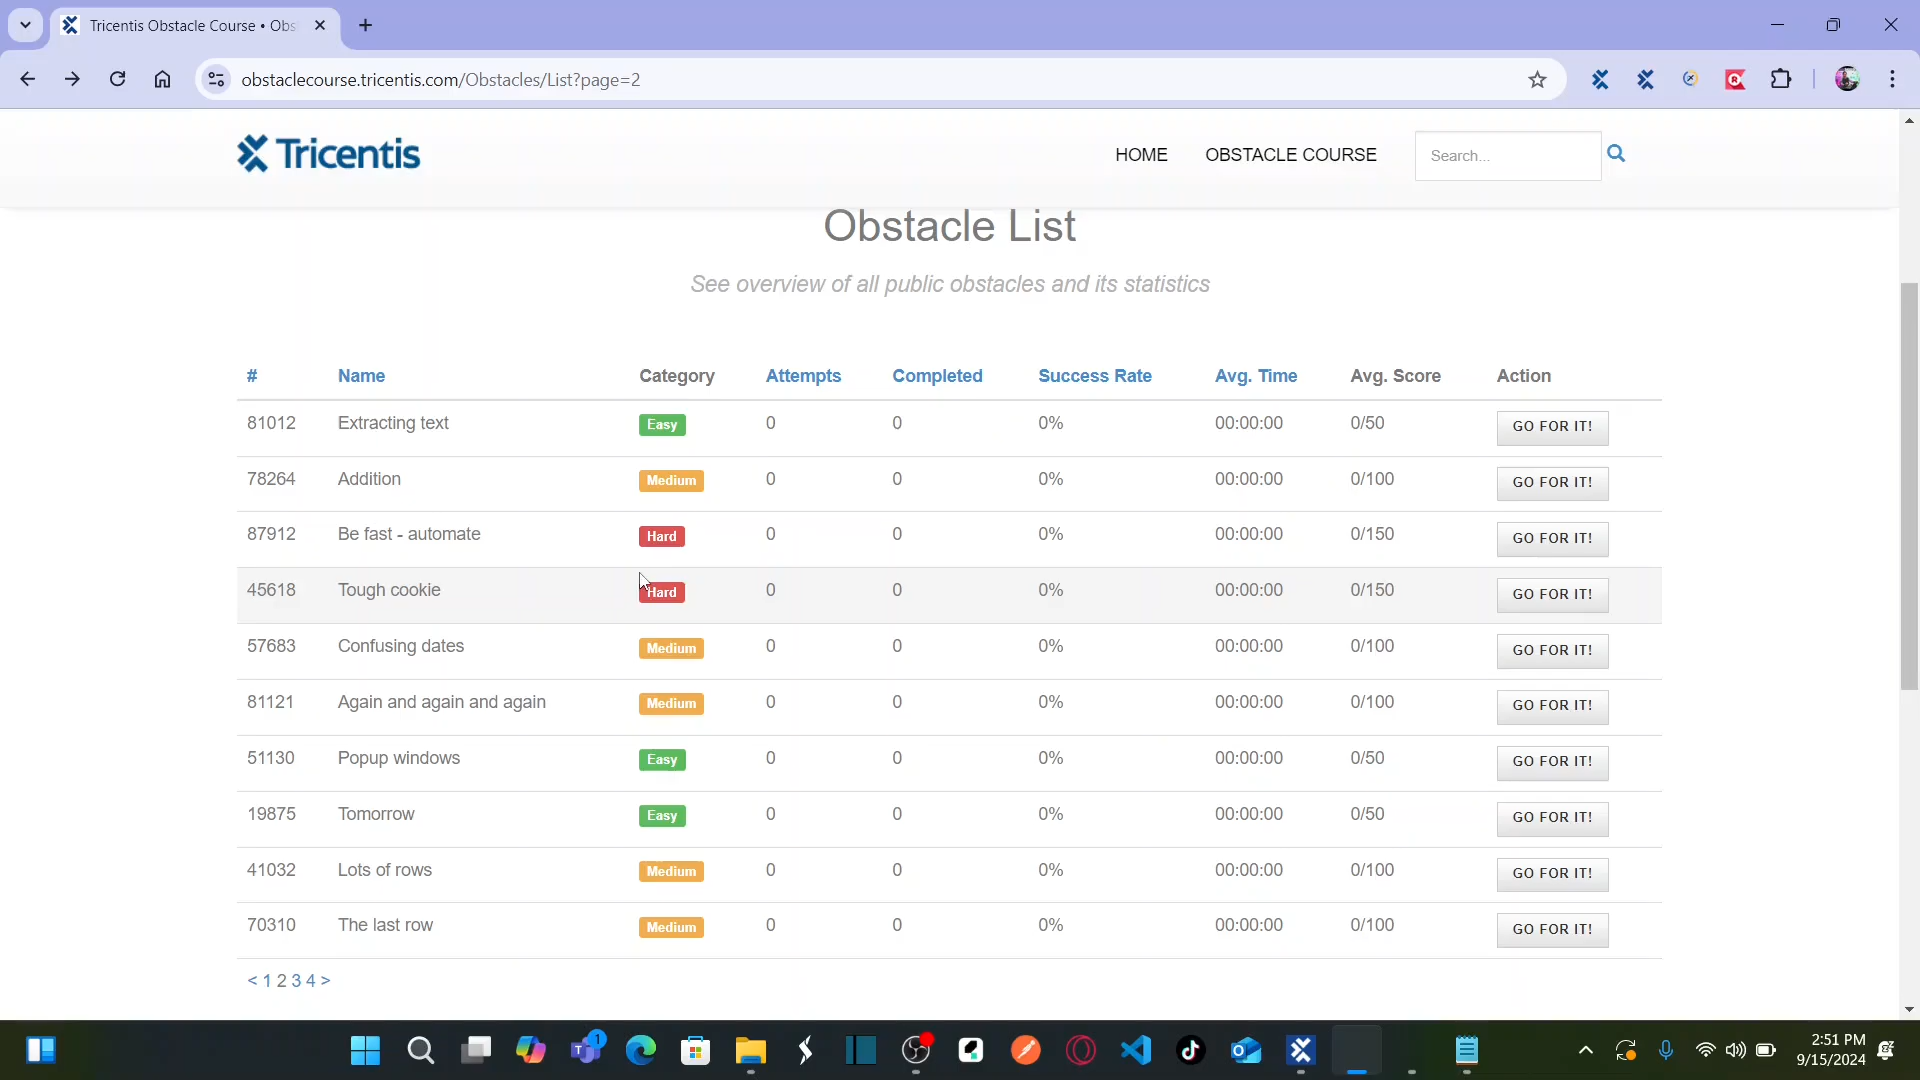 Tricentis Obstacle Course • Obs
obstaclecourse.tricentis.com/Obstacles/List?page=2
Tricentis
HOME
OBSTACLE COURSE
Search...
Obstacle List
See overview of all public obstacles and its statistics
# Name Category Attempts Completed Success Rate Avg. Time Avg. Score Action
81012 Extracting text Easy 0 0 0% 00:00:00 0/50 GO FOR IT!
78264 Addition Medium 0 0 0% 00:00:00 0/100 GO FOR IT!
87912 Be fast - automate Hard 0 0 0% 00:00:00 0/150 GO FOR IT!
45618 Tough cookie Hard 0 0 0% 00:00:00 0/150 GO FOR IT!
57683 Confusing dates Medium 0 0 0% 00:00:00 0/100 GO FOR IT!
81121 Again and again and again Medium 0 0 0% 00:00:00 0/100 GO FOR IT!
51130 Popup windows Easy 0 0 0% 00:00:00 0/50 GO FOR IT!
19875 Tomorrow Easy 0 0 0% 00:00:00 0/50 GO FOR IT!
41032 Lots of rows Medium 0 0 0% 00:00:00 0/100 GO FOR IT!
70310 The last row Medium 0 0 0% 00:00:00 0/100 GO FOR IT!
< 1 2 3 4 >
1
2:51 PM
9/15/2024